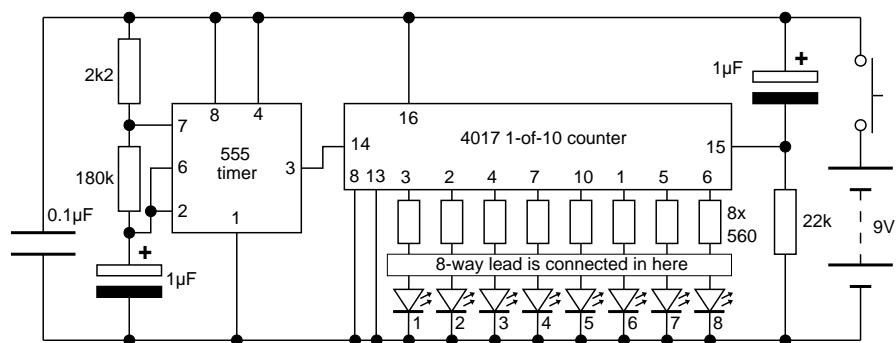 2k2
180k
0.1µF
+
1µF
8 4
7
6
2
555
timer
3
1
16
4017 1-of-10 counter
14
15
8 13 3 2 4 7 10 1 5 6
8x
560
8-way lead is connected in here
1 2 3 4 5 6 7 8
1µF
+
22k
9V